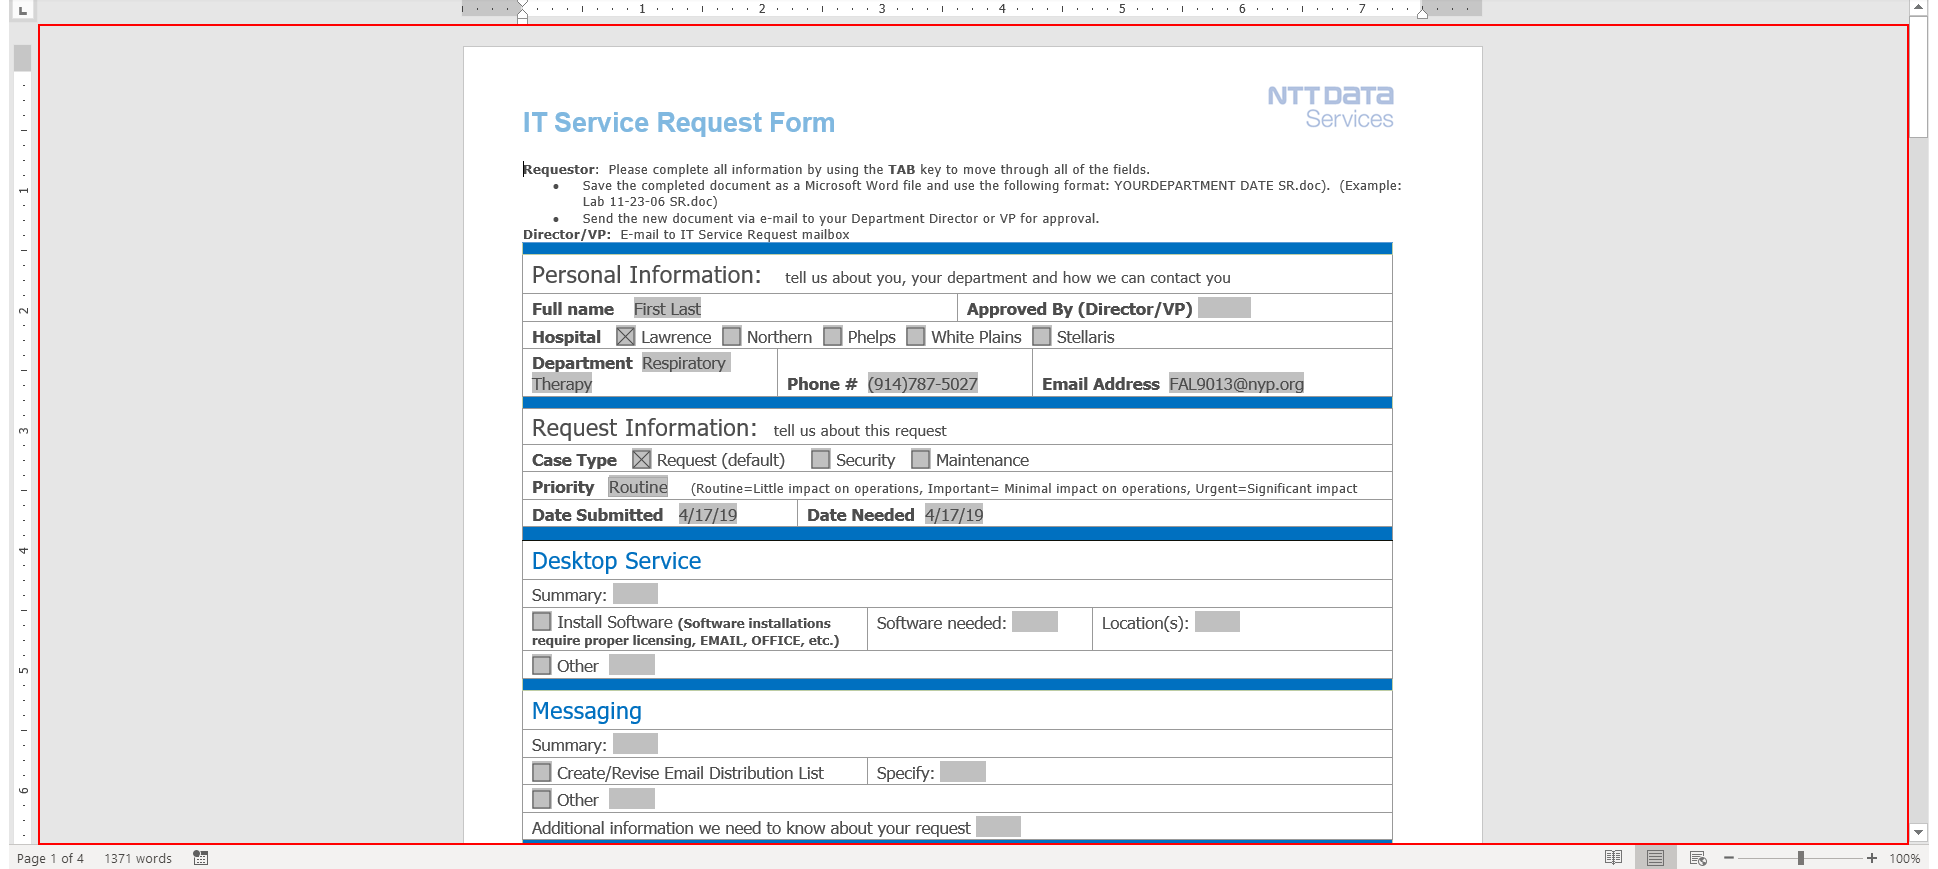 1 2 3 4 5 6 7
NTT DATA
Services
IT Service Request Form
Requestor: Please complete all information by using the TAB key to move through all of the fields.
• Save the completed document as a Microsoft Word file and use the following format: YOURDEPARTMENT DATE SR.doc). (Example:
Lab 11-23-06 SR.doc)
• Send the new document via e-mail to your Department Director or VP for approval.
Director/VP: E-mail to IT Service Request mailbox
Personal Information: tell us about you, your department and how we can contact you
Full name First Last Approved By (Director/VP)
Hospital Lawrence Northern Phelps White Plains Stellaris
Department Respiratory
Therapy Phone # (914)787-5027 Email Address FAL9013@nyp.org
Request Information: tell us about this request
Case Type Request (default) Security Maintenance
Priority Routine (Routine=Little impact on operations, Important= Minimal impact on operations, Urgent=Significant impact
Date Submitted 4/17/19 Date Needed 4/17/19
Desktop Service
Summary:
Install Software (Software installations
require proper licensing, EMAIL, OFFICE, etc.) Software needed: Location(s):
Other
Messaging
Summary:
Create/Revise Email Distribution List Specify:
Other
Additional information we need to know about your request
1
2
3
4
5
6
Page 1 of 4 1371 words 100%